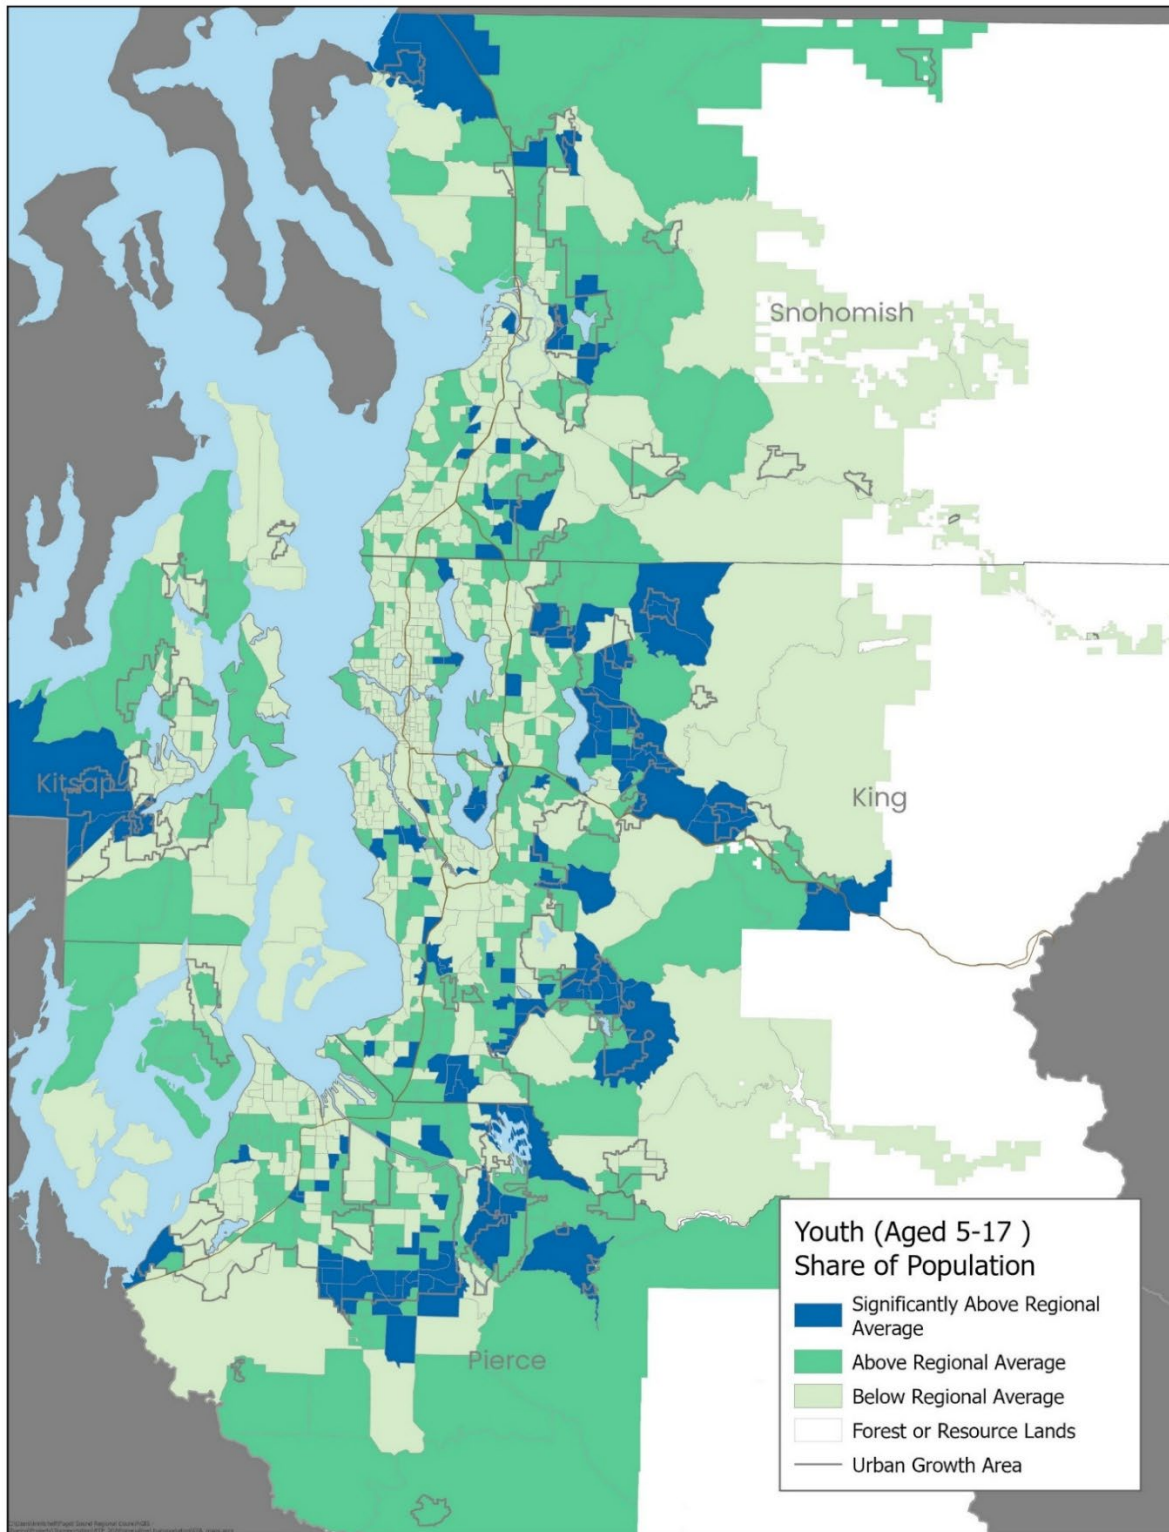 Snohomish
Kitsap
King
Pierce
Youth (Aged 5-17 )
Share of Population
Significantly Above Regional
Average
Above Regional Average
Below Regional Average
Forest or Resource Lands
Urban Growth Area